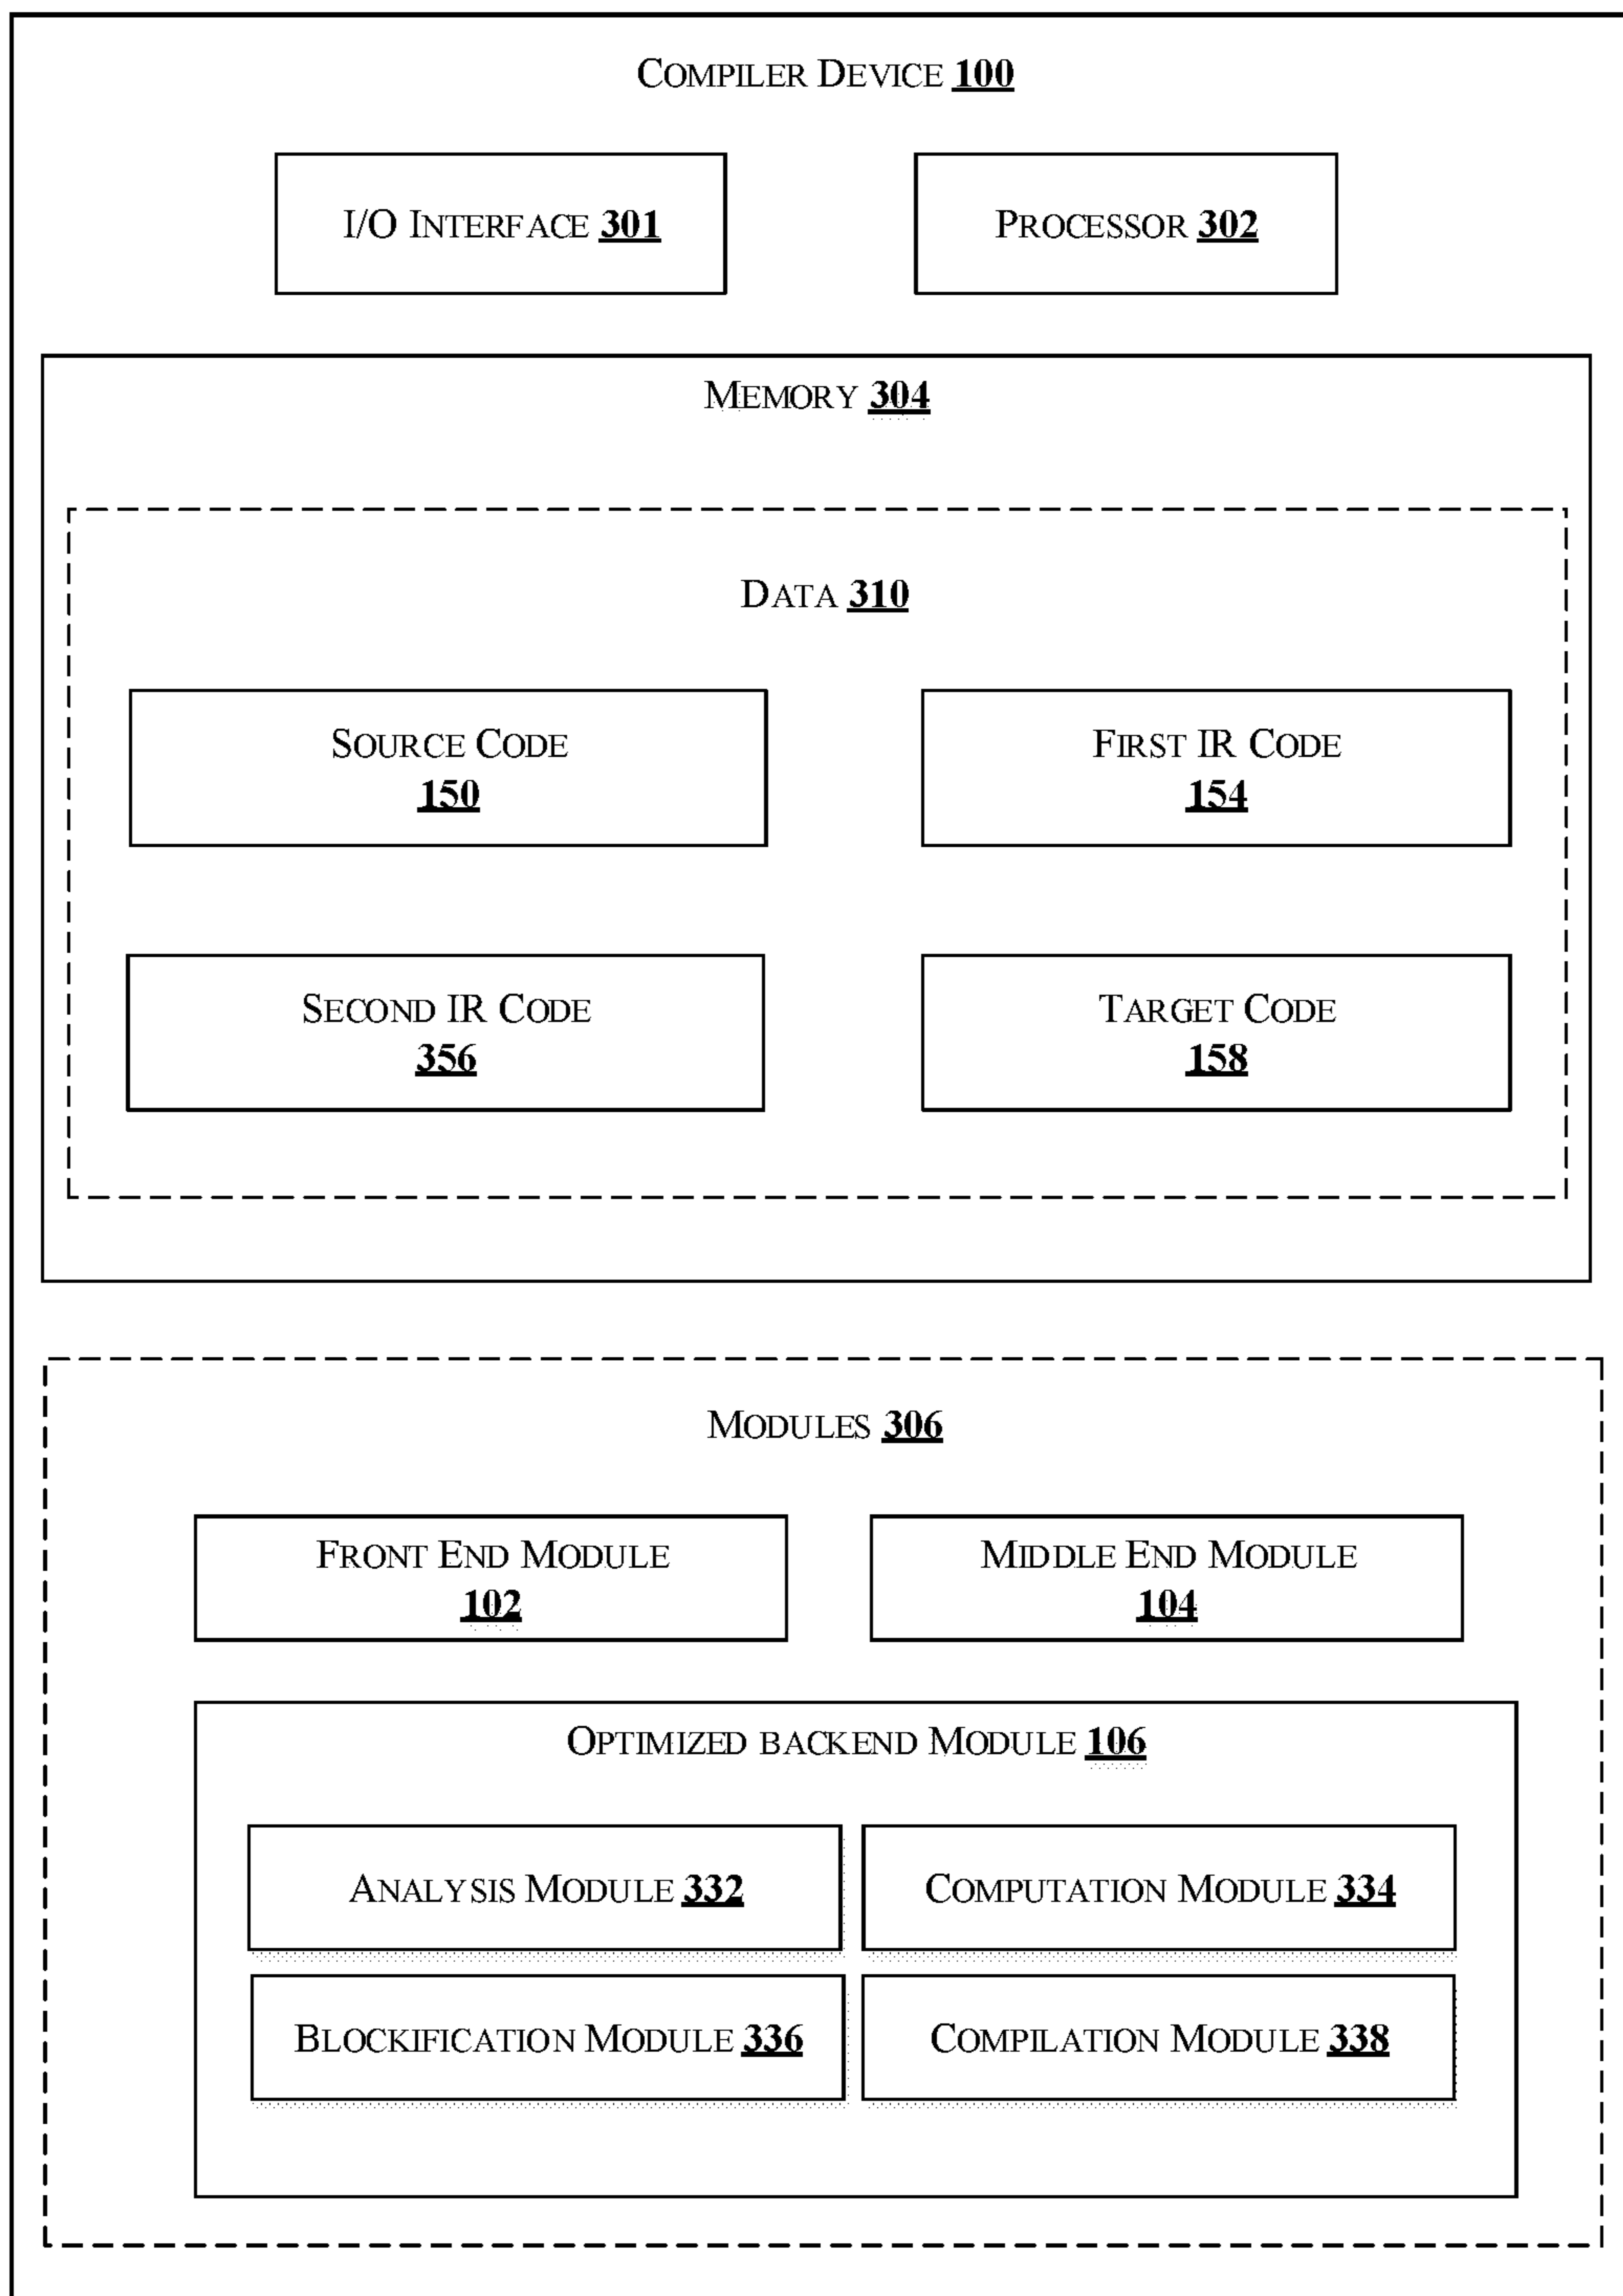 COMPILER DEVICE 100
I/O INTERFACE 301
PROCESSOR 302
MEMORY 304
DATA 310
SOURCE CODE
150
FIRST IR CODE
154
SECOND IR CODE
356
TARGET CODE
158
MODULES 306
FRONT END MODULE
102
MIDDLE END MODULE
104
OPTIMIZED BACKEND MODULE 106
ANALYSIS MODULE 332
COMPUTATION MODULE 334
BLOCKIFICATION MODULE 336
COMPILATION MODULE 338